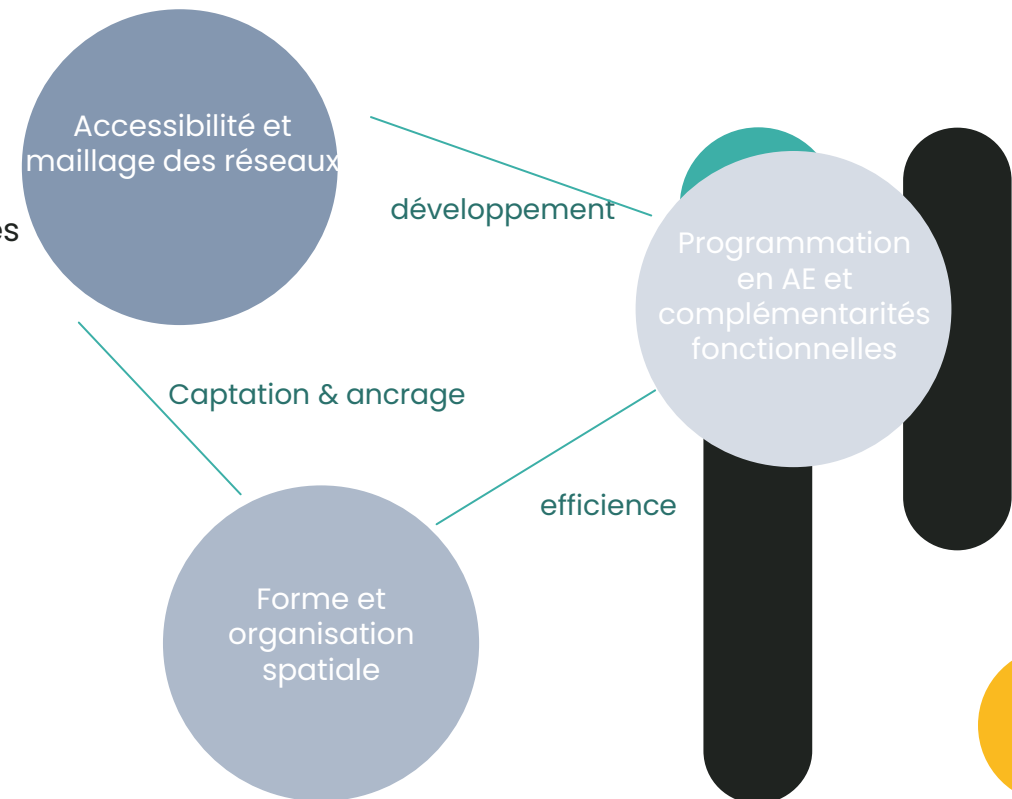 Accessibilité et
maillage des réseaux
développement
Programmation
en AE et
complémentarités
fonctionnelles
Captation & ancrage
efficience
Forme et
organisation
spatiale